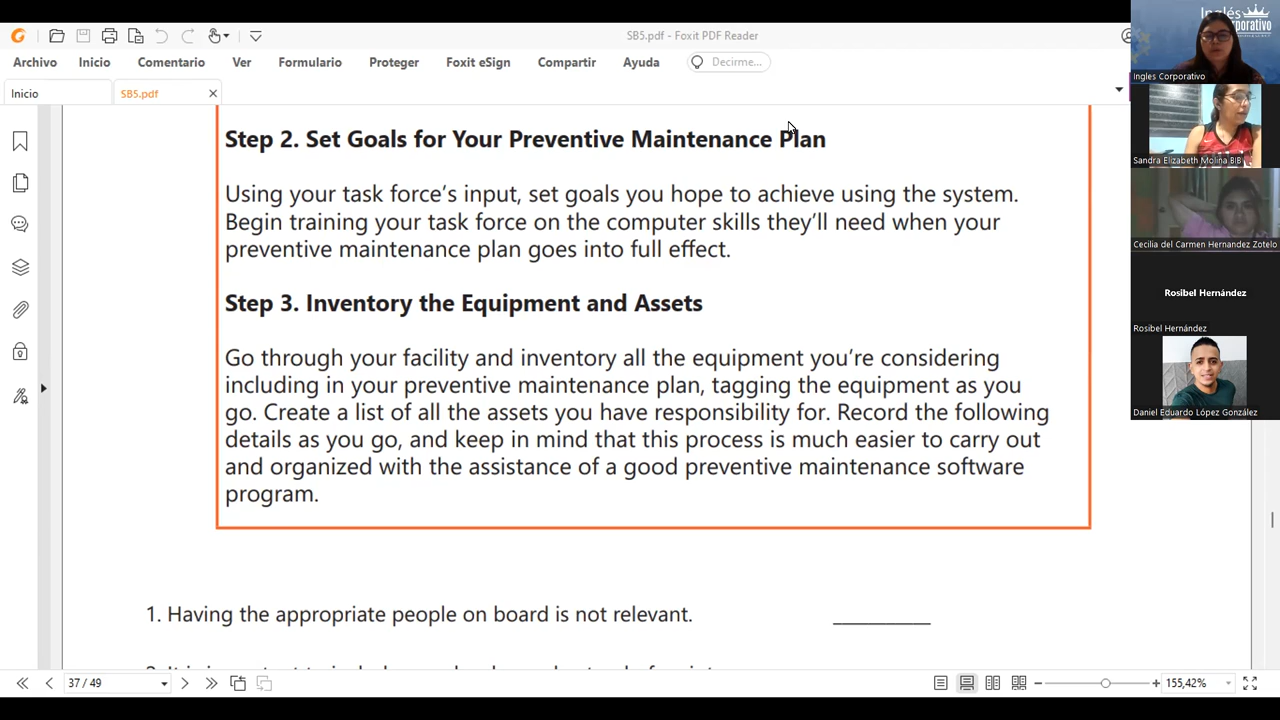 SB5.pdf - Foxit PDF Reader
Archivo Inicio Comentario Ver Formulario Proteger Foxit eSign Compartir Ayuda Decirme...
Inicio SB5.pdf
Step 2. Set Goals for Your Preventive Maintenance Plan
Using your task force's input, set goals you hope to achieve using the system.
Begin training your task force on the computer skills they'll need when your
preventive maintenance plan goes into full effect.
Step 3. Inventory the Equipment and Assets
Go through your facility and inventory all the equipment you're considering
including in your preventive maintenance plan, tagging the equipment as you
go. Create a list of all the assets you have responsibility for. Record the following
details as you go, and keep in mind that this process is much easier to carry out
and organized with the assistance of a good preventive maintenance software
program.
1. Having the appropriate people on board is not relevant. __________
37 / 49
155,42%
Inglés
Corporativo
Ingles Corporativo
Sandra Elizabeth Molina BIB
Cecilia del Carmen Hernandez Zotelo
Rosibel Hernández
Rosibel Hernández
Daniel Eduardo López González